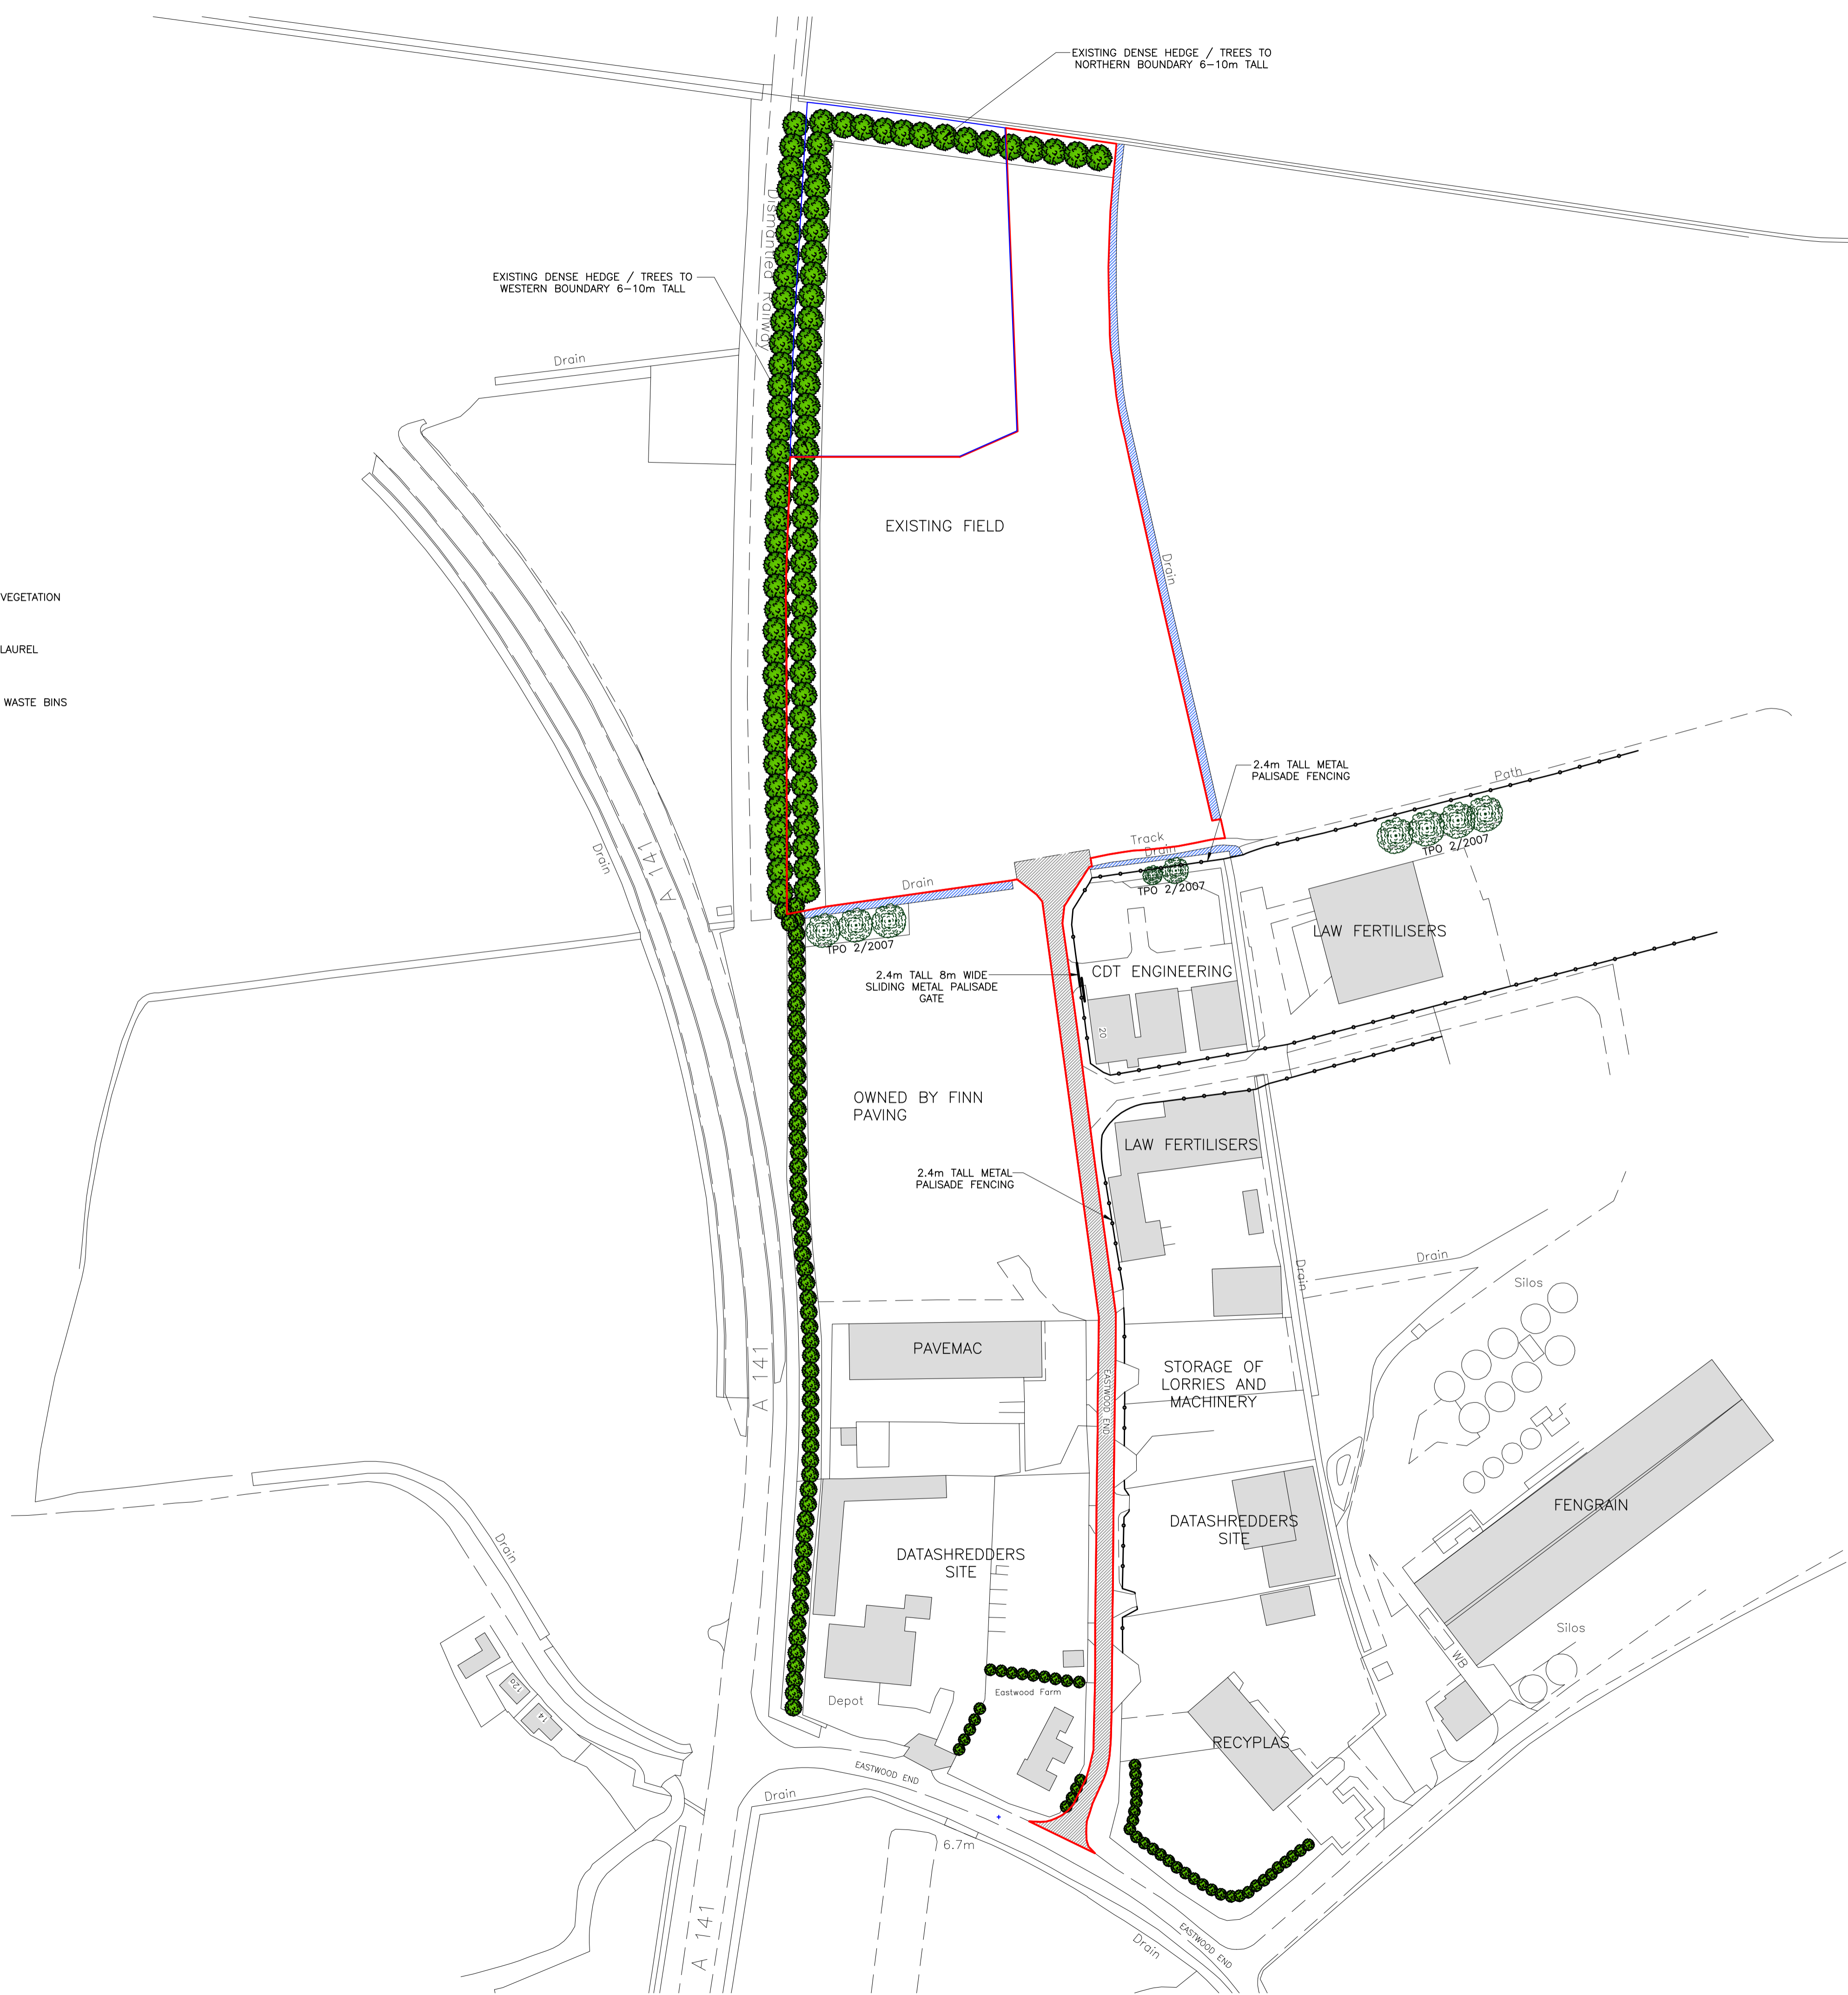 EXISTING DENSE HEDGE / TREES TO
NORTHERN BOUNDARY 6-10m TALL
Dismantled Railway
EXISTING DENSE HEDGE / TREES TO
WESTERN BOUNDARY 6-10m TALL
Drain
EXISTING FIELD
Drain
VEGETATION
LAUREL
WASTE BINS
2.4m TALL METAL
PALISADE FENCING
Path
Track
Drain
TPO 2/2007
TPO 2/2007
A 141
Drain
Drain
TPO 2/2007
LAW FERTILISERS
2.4m TALL 8m WIDE
SLIDING METAL PALISADE
GATE
CDT ENGINEERING
20
OWNED BY FINN
PAVING
LAW FERTILISERS
2.4m TALL METAL
PALISADE FENCING
Drain
Drain
Silos
PAVEMAC
A 141
EASTWOOD END
STORAGE OF
LORRIES AND
MACHINERY
FENGRAIN
DATASHREDDERS
SITE
DATASHREDDERS
SITE
Drain
Silos
WB
12a
14
Depot
Eastwood Farm
RECYPLAS
EASTWOOD END
Drain
6.7m
A 141
Drain
EASTWOOD END